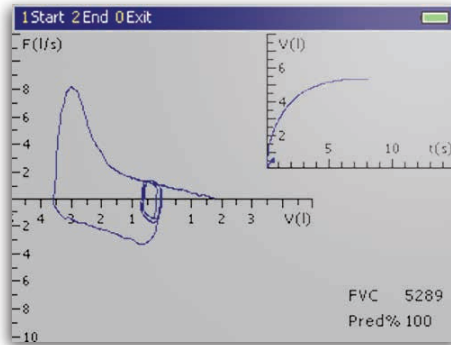 1Start 2End 0Exit
F(l/s)
8
6
4
2
4 3 2 1 1 2 3 V(l)
-2
-4
-6
-8
-10
V(l)
6
4
2
5 10 t(s)
FVC 5289
Pred% 100